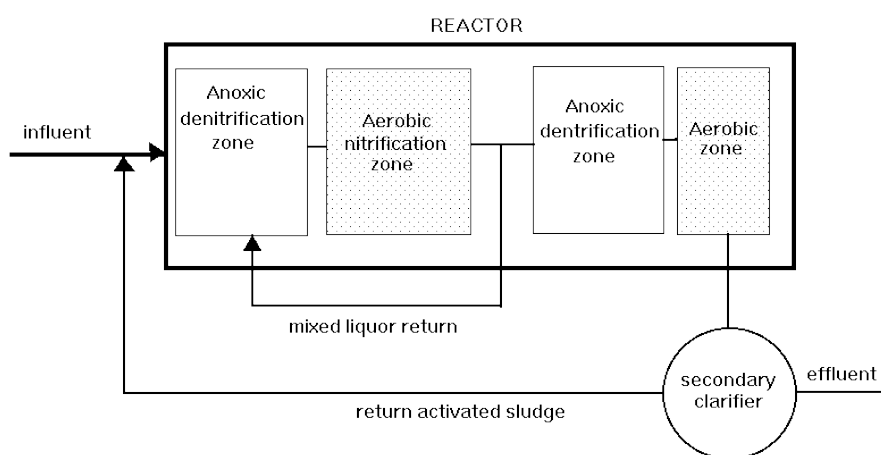 REACTOR
influent
Anoxic
denitrification
zone
Aerobic
nitrification
zone
Anoxic
dentrification
zone
Aerobic
zone
mixed liquor return
return activated sludge
secondary
clarifier
effluent